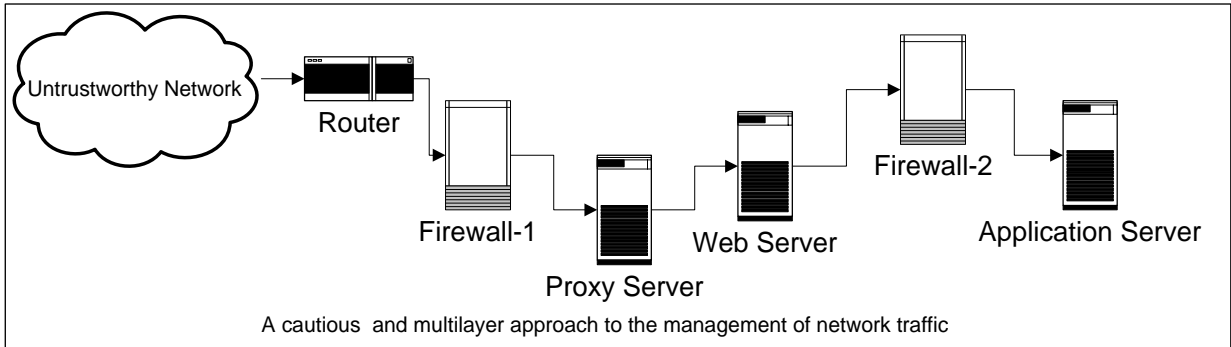 Untrustworthy Network
Router
Firewall-1
Proxy Server
Web Server
Firewall-2
Application Server
A cautious and multilayer approach to the management of network traffic